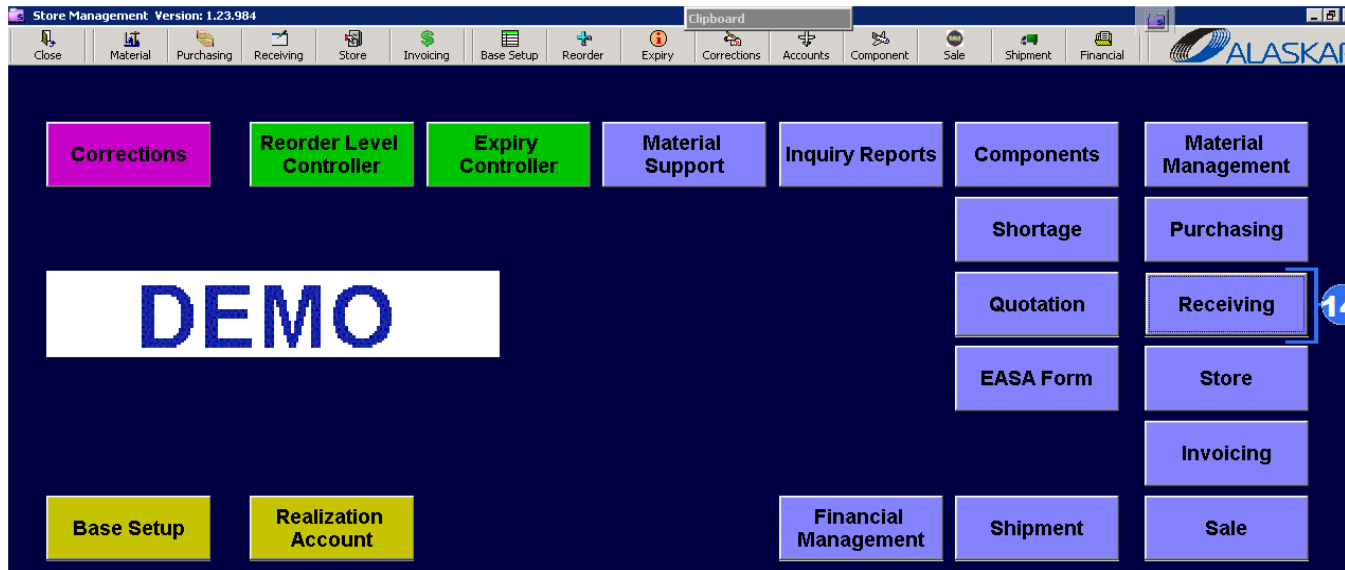 Store Management Version: 1.23.984
Clipboard
Close Material Purchasing Receiving Store Invoicing Base Setup Reorder Expiry Corrections Accounts Component Sale Shipment Financial
Corrections
Reorder Level
Controller
Expiry
Controller
Material
Support
Inquiry Reports
Components
Material
Management
Shortage
Purchasing
DEMO
Quotation
Receiving
14
EASA Form
Store
Invoicing
Base Setup
Realization
Account
Financial
Management
Shipment
Sale